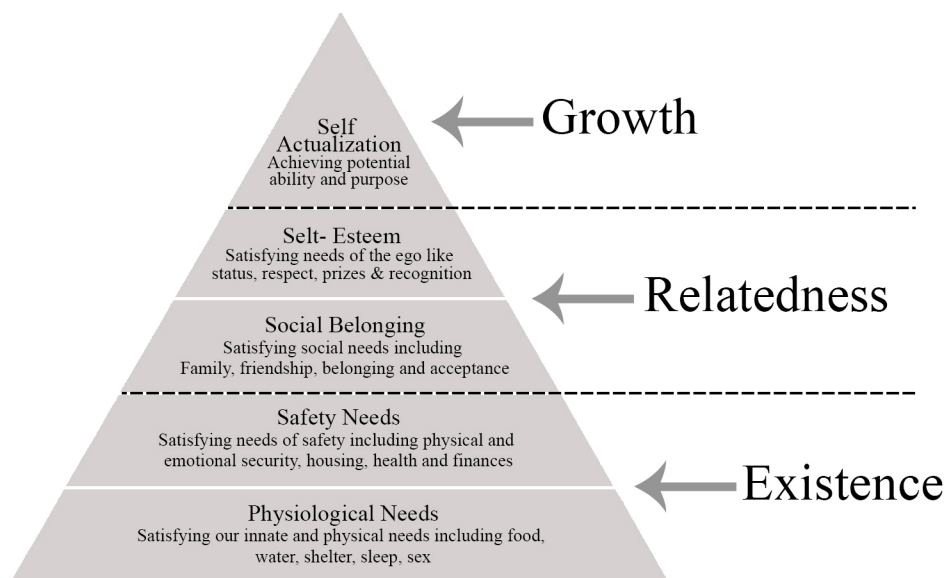 Self
Actualization
Achieving potential
ability and purpose
Growth
Selt- Esteem
Satisfying needs of the ego like
status, respect, prizes & recognition
Relatedness
Social Belonging
Satisfying social needs including
Family, friendship, belonging and acceptance
Safety Needs
Satisfying needs of safety including physical and
emotional security, housing, health and finances
Existence
Physiological Needs
Satisfying our innate and physical needs including food,
water, shelter, sleep, sex